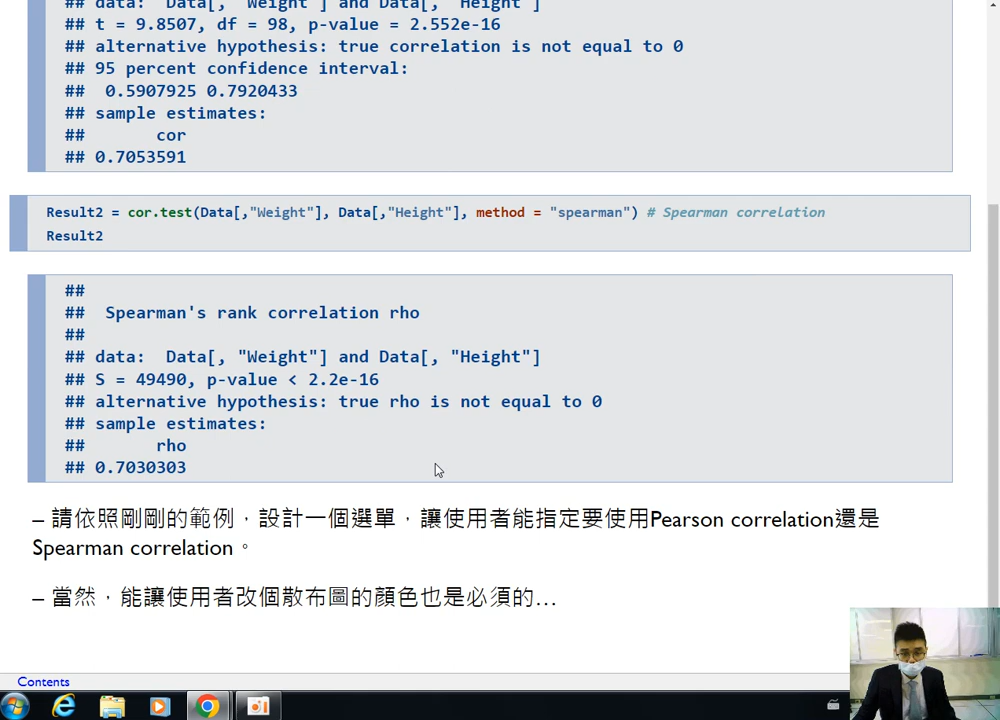 ## data:  Data[, "Weight"] and Data[, "Height"]
## t = 9.8507, df = 98, p-value = 2.552e-16
## alternative hypothesis: true correlation is not equal to 0
## 95 percent confidence interval:
##  0.5907925 0.7920433
## sample estimates:
##       cor
## 0.7053591
Result2 = cor.test(Data[,"Weight"], Data[,"Height"], method = "spearman") # Spearman correlation
Result2
##
##  Spearman's rank correlation rho
##
## data:  Data[, "Weight"] and Data[, "Height"]
## S = 49490, p-value < 2.2e-16
## alternative hypothesis: true rho is not equal to 0
## sample estimates:
##       rho
## 0.7030303
– 請依照剛剛的範例，設計一個選單，讓使用者能指定要使用Pearson correlation還是
Spearman correlation。
– 當然，能讓使用者改個散布圖的顏色也是必須的…
Contents